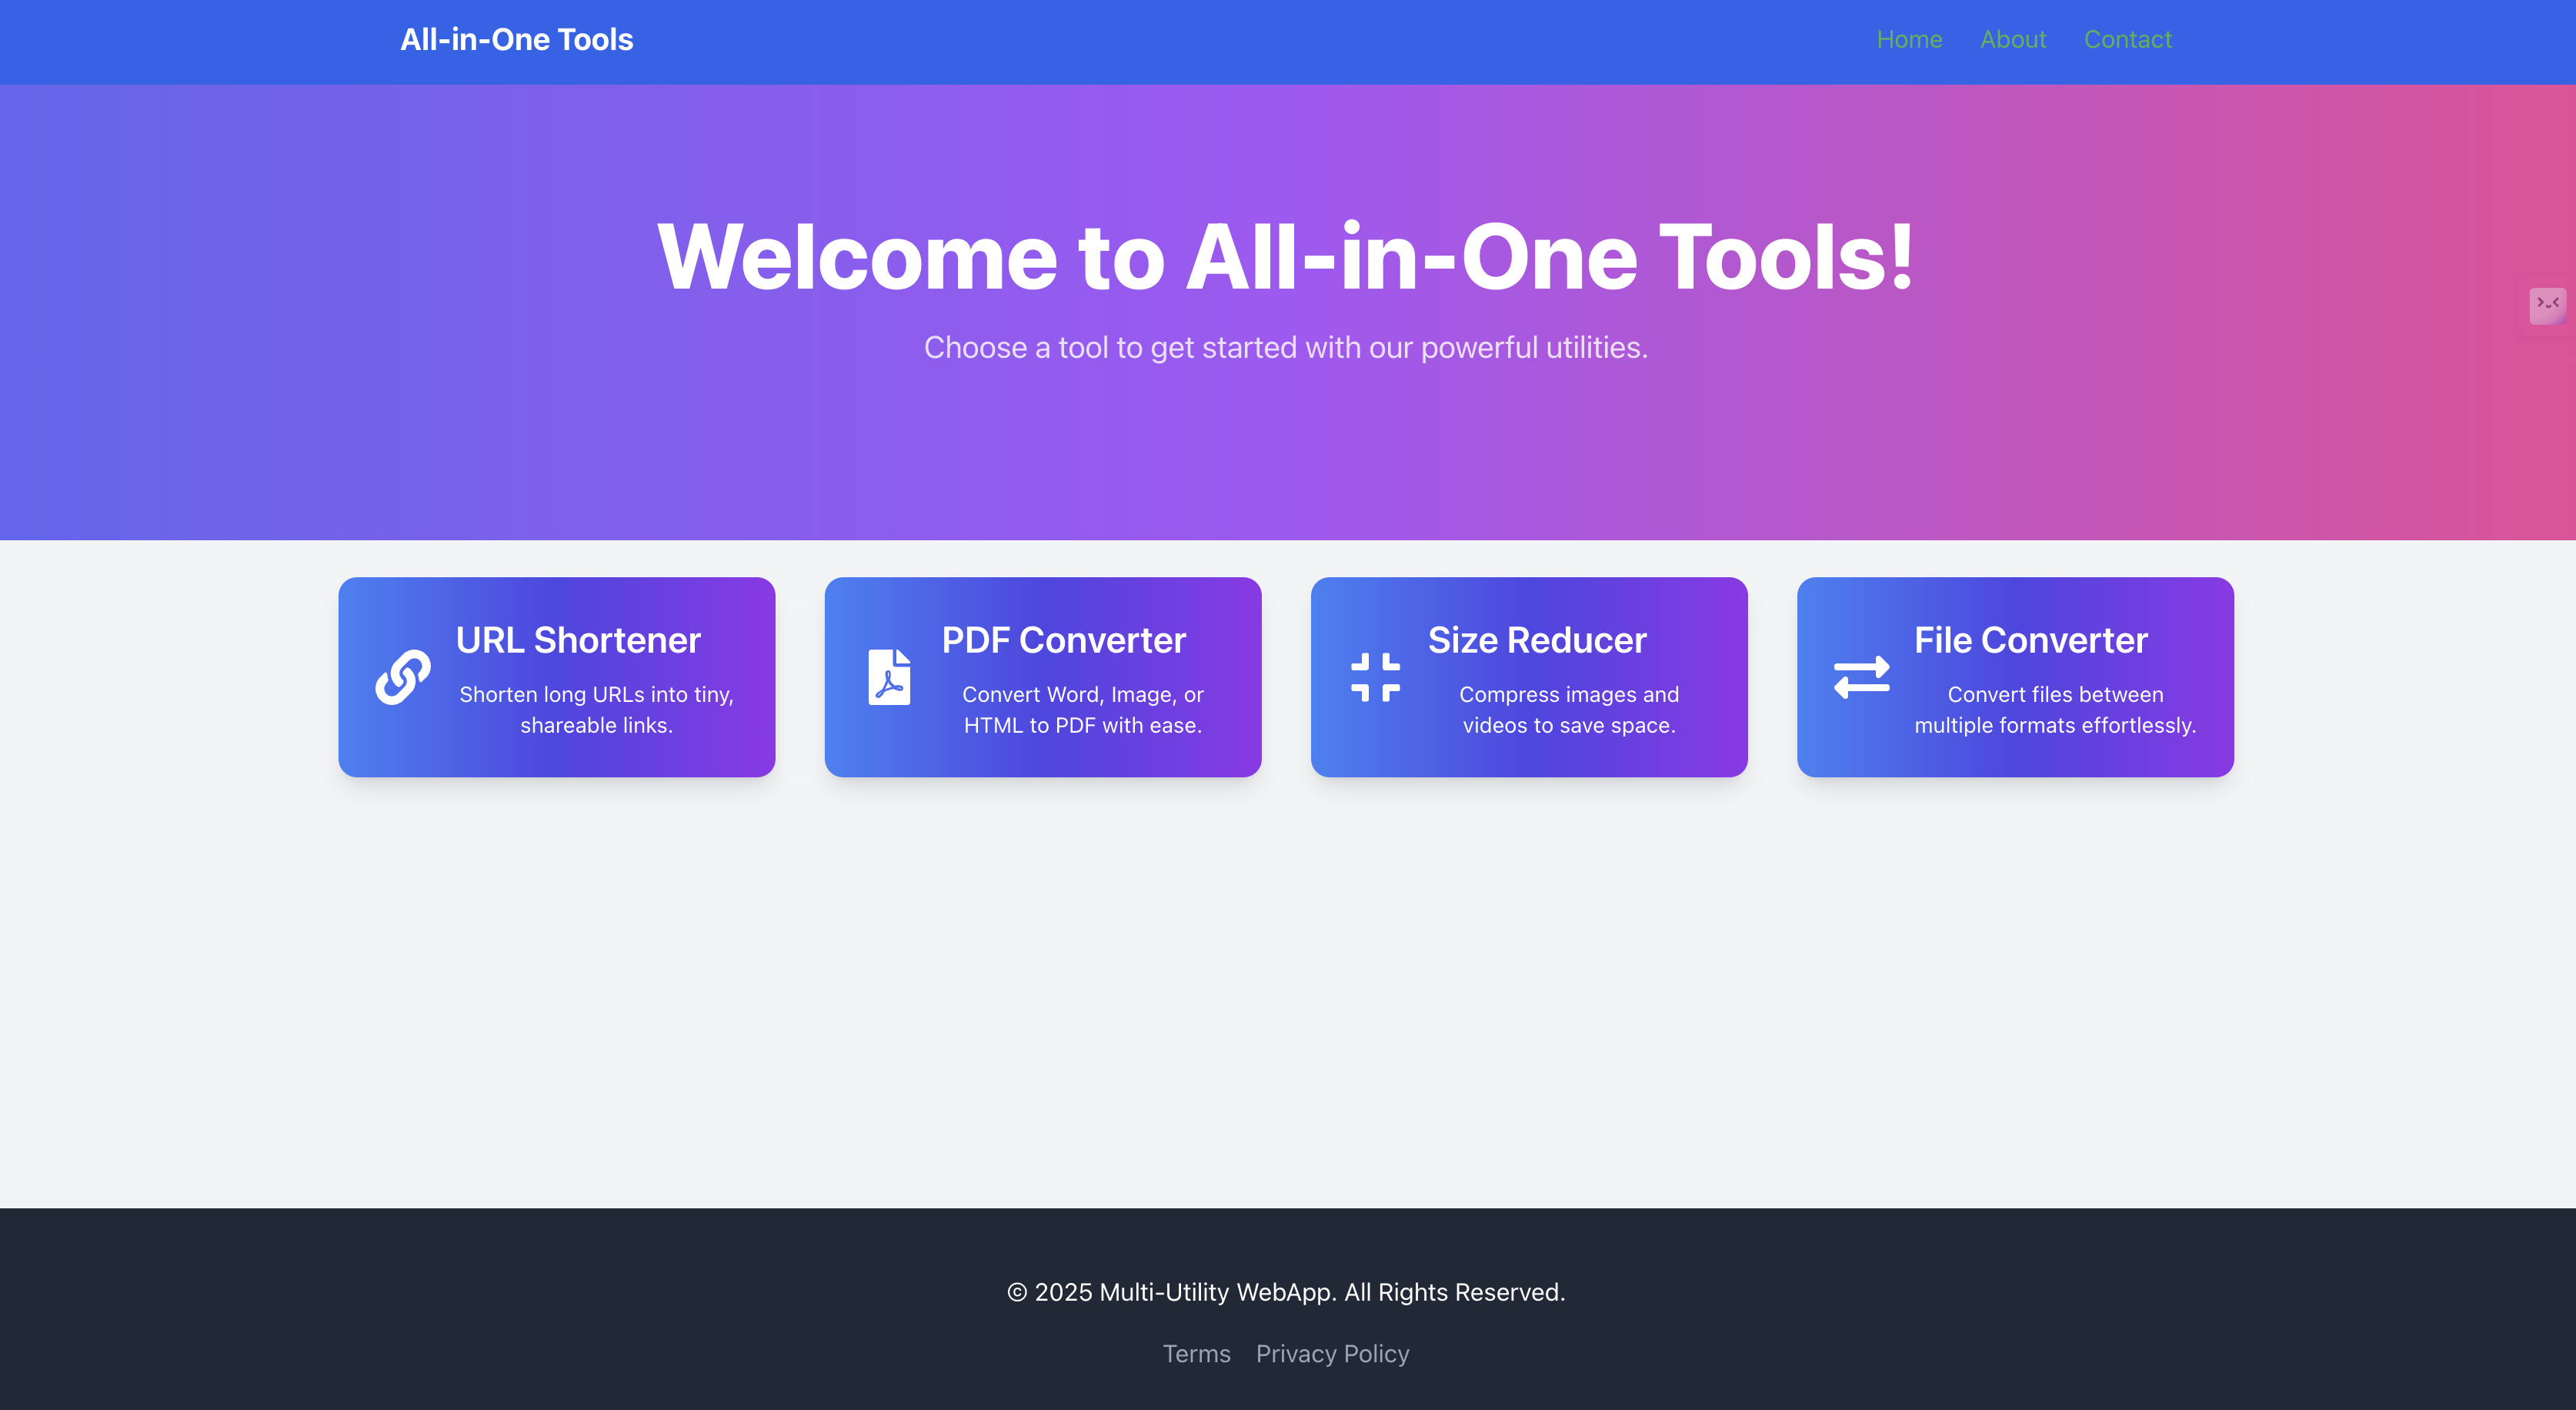 All-in-One Tools
Home About Contact
Welcome to All-in-One Tools!
Choose a tool to get started with our powerful utilities.
URL Shortener
Shorten long URLs into tiny,
shareable links.
PDF Converter
Convert Word, Image, or
HTML to PDF with ease.
Size Reducer
Compress images and
videos to save space.
File Converter
Convert files between
multiple formats effortlessly.
© 2025 Multi-Utility WebApp. All Rights Reserved.
Terms Privacy Policy